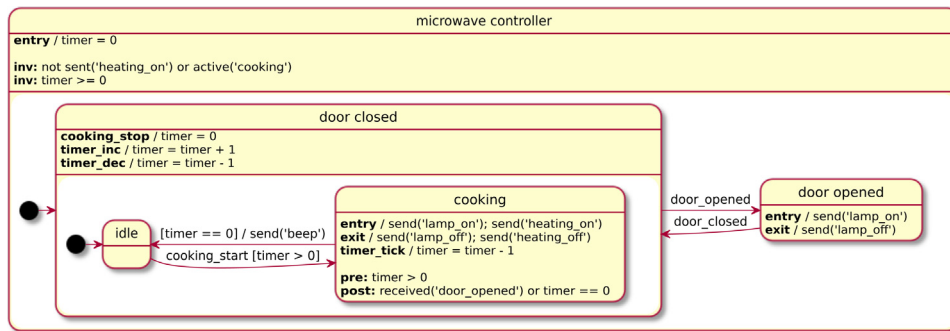 microwave controller
entry / timer = 0
inv: not sent('heating_on') or active('cooking')
inv: timer >= 0
door closed
cooking_stop / timer = 0
timer_inc / timer = timer + 1
timer_dec / timer = timer - 1
idle
[timer == 0] / send('beep')
cooking_start [timer > 0]
cooking
entry / send('lamp_on'); send('heating_on')
exit / send('lamp_off'); send('heating_off')
timer_tick / timer = timer - 1
pre: timer > 0
post: received('door_opened') or timer == 0
door_opened
door_closed
door opened
entry / send('lamp_on')
exit / send('lamp_off')